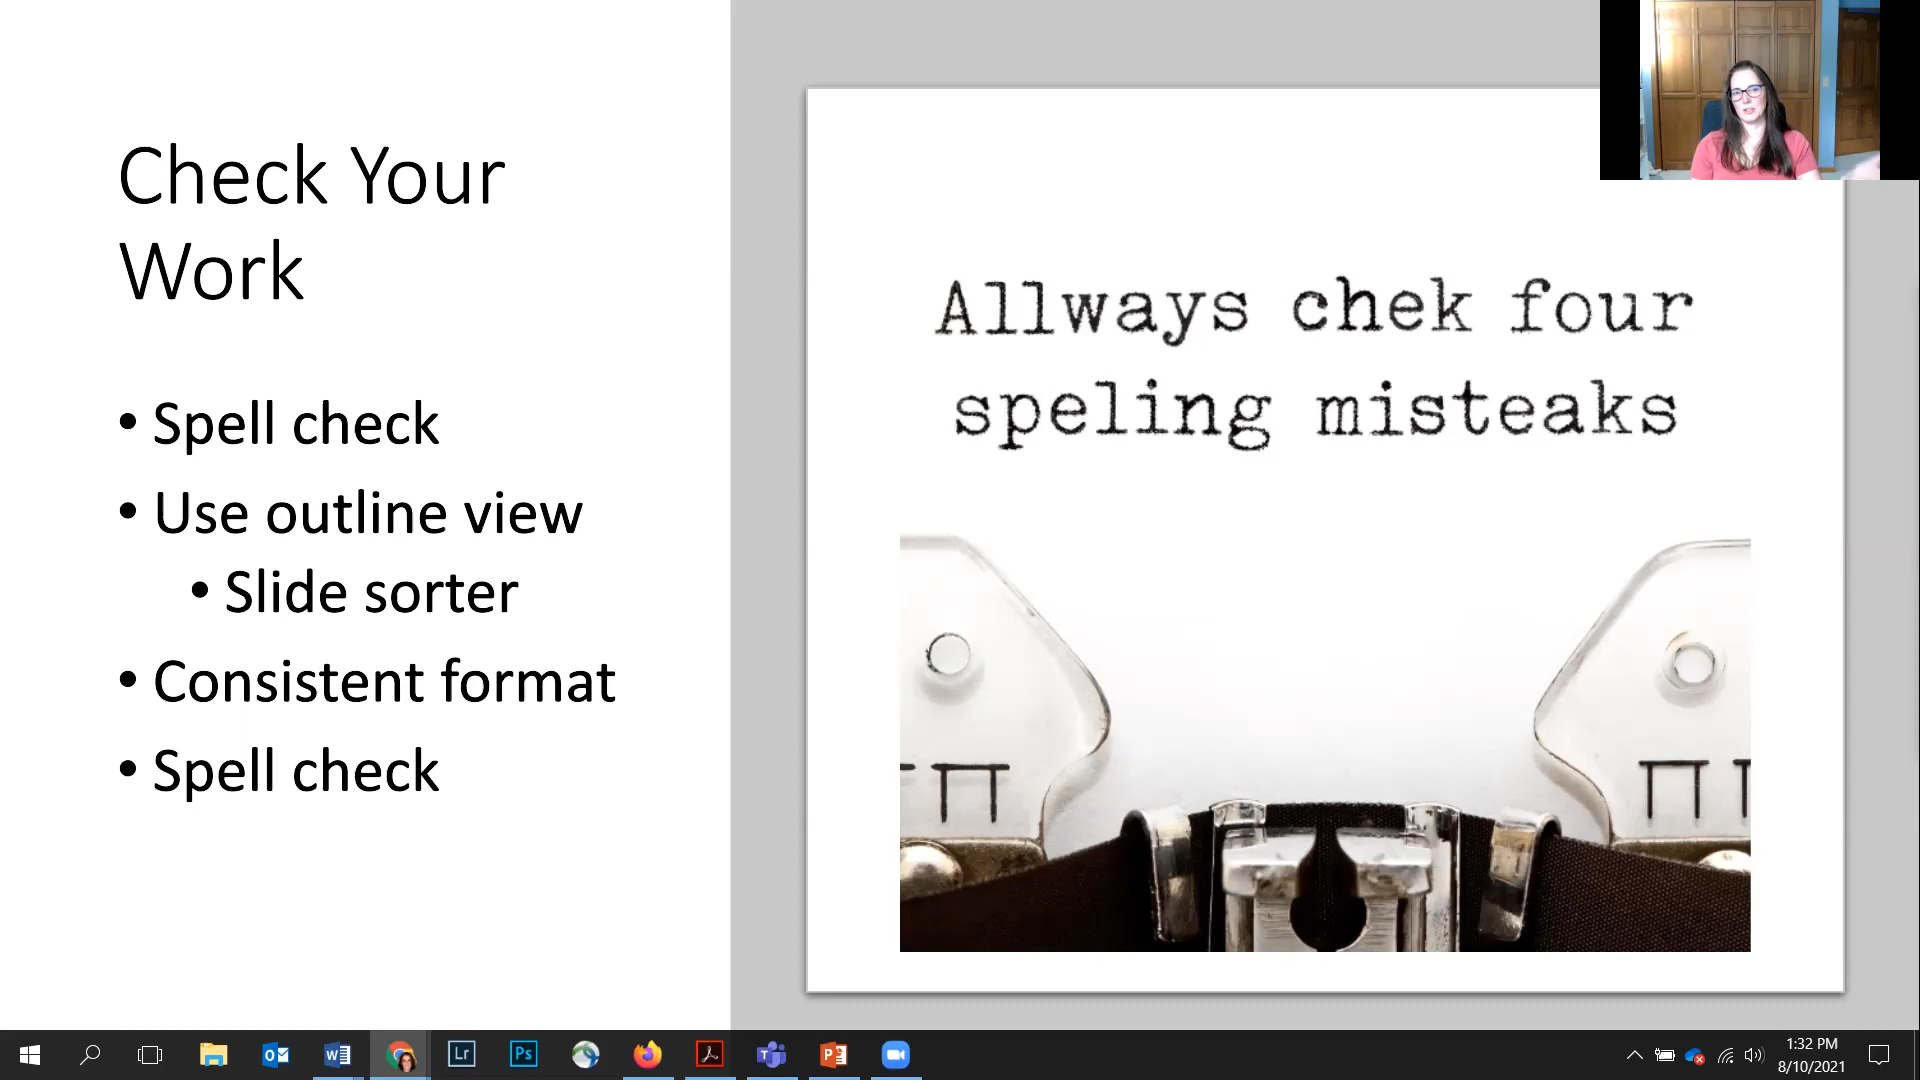 Check Your
Work
• Spell check
• Use outline view
• Slide sorter
• Consistent format
• Spell check
Allways chek four
speling misteaks
1:32 PM
8/10/2021